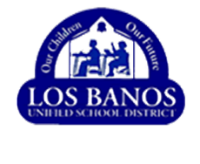 Our Children
Our Future
LOS BANOS
UNIFIED SCHOOL DISTRICT